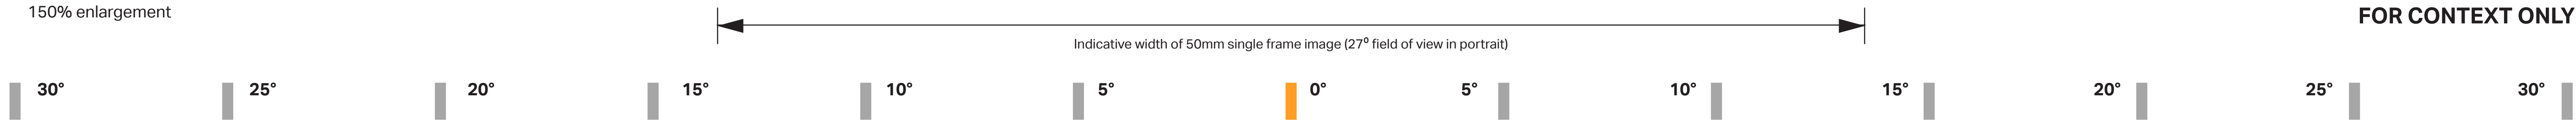 150% enlargement
FOR CONTEXT ONLY
Indicative width of 50mm single frame image (27° field of view in portrait)
30° 25° 20° 15° 10° 5° 0° 5° 10° 15° 20° 25° 30°